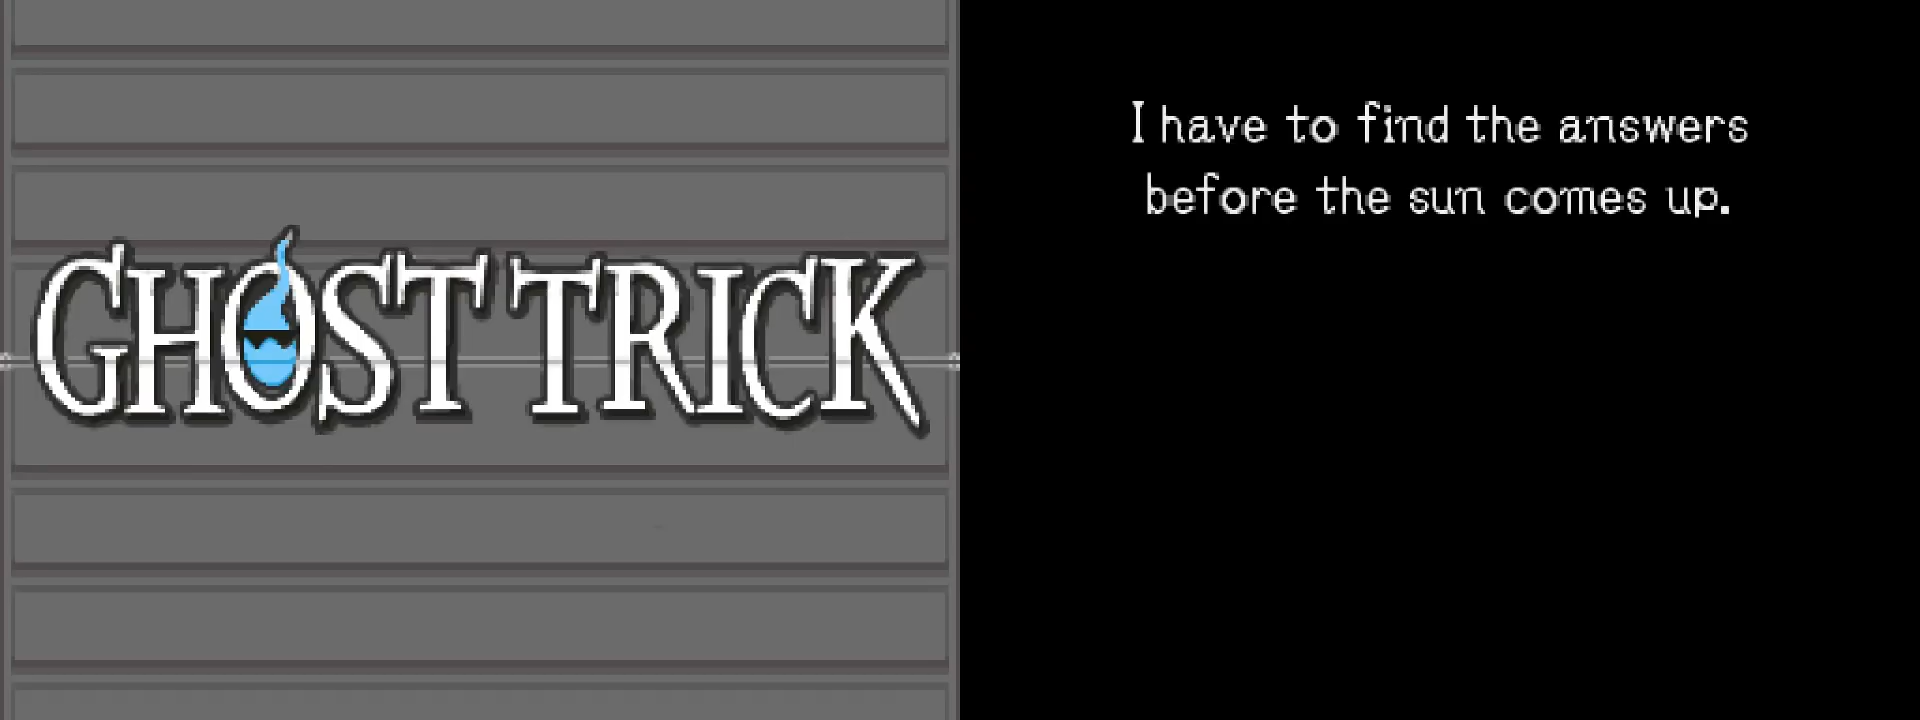 GHOST TRICK
I have to find the answers
before the sun comes up.